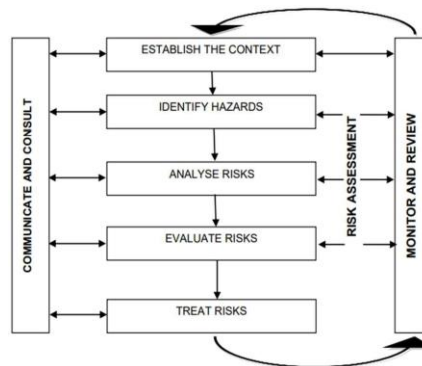 ESTABLISH THE CONTEXT
IDENTIFY HAZARDS
ANALYSE RISKS
EVALUATE RISKS
TREAT RISKS
COMMUNICATE AND CONSULT
RISK ASSESSMENT
MONITOR AND REVIEW